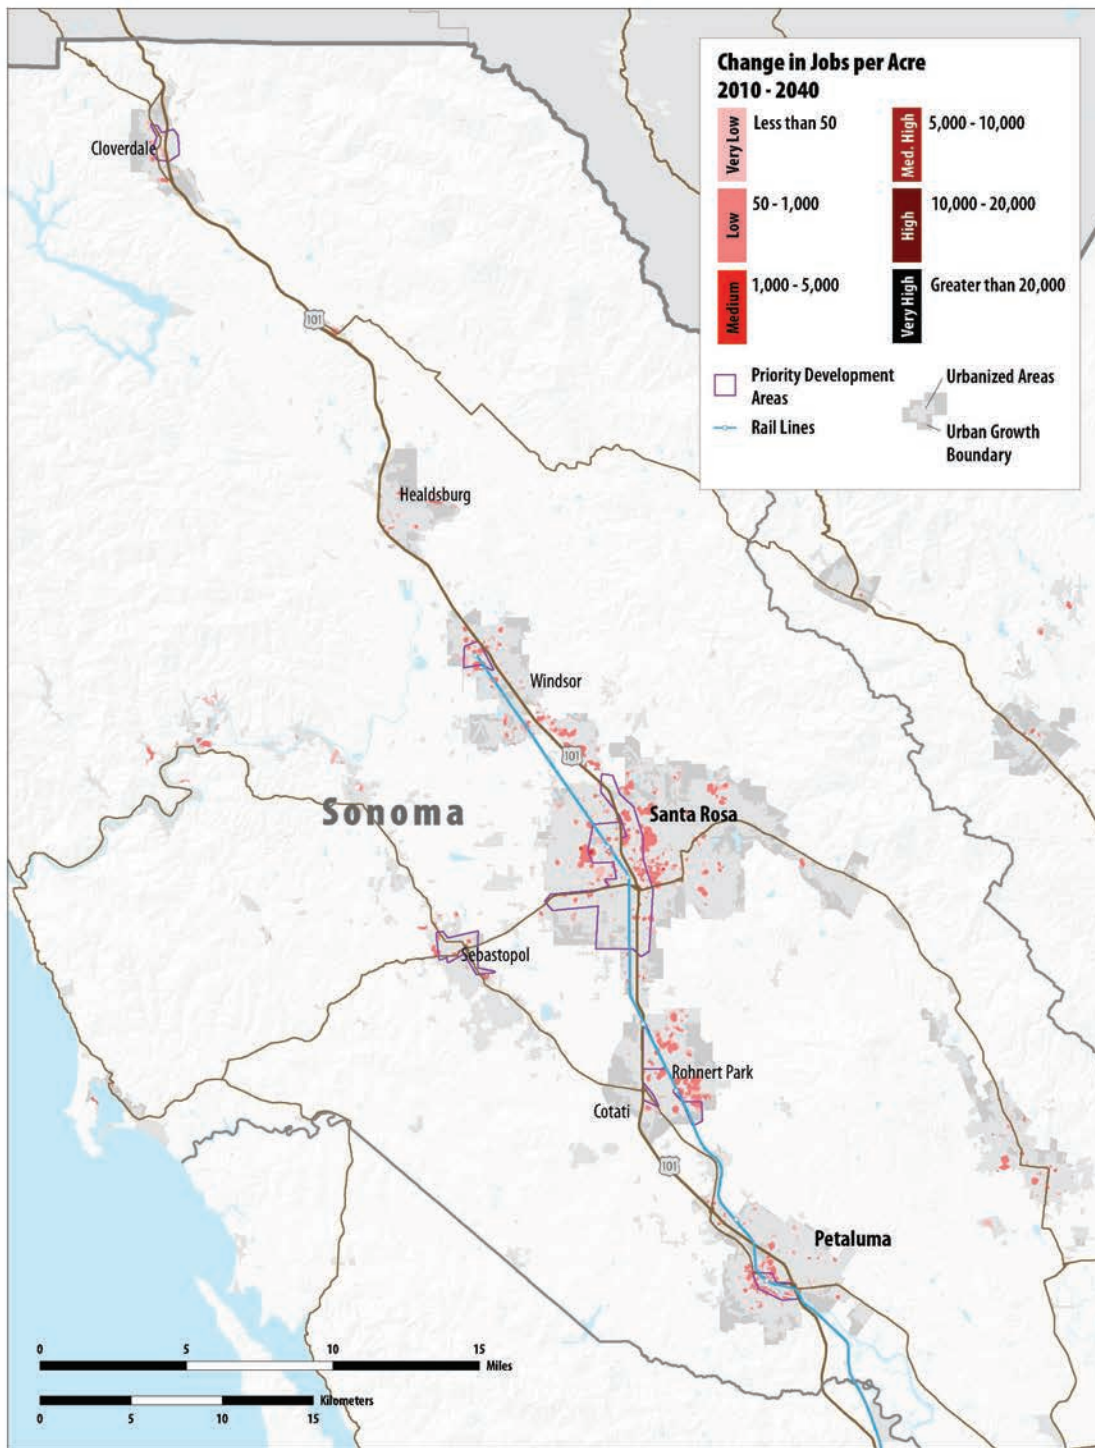 Change in Jobs per Acre
2010 - 2040
Very Low
Less than 50
Low
50 - 1,000
Medium
1,000 - 5,000
Med. High
5,000 - 10,000
High
10,000 - 20,000
Very High
Greater than 20,000
Priority Development
Areas
Rail Lines
Urbanized Areas
Urban Growth
Boundary
Cloverdale
101
Healdsburg
Windsor
101
Sonoma
Santa Rosa
Sebastopol
Rohnert Park
Cotati
101
Petaluma
0 5 10 15
Miles
Kilometers
0 5 10 15